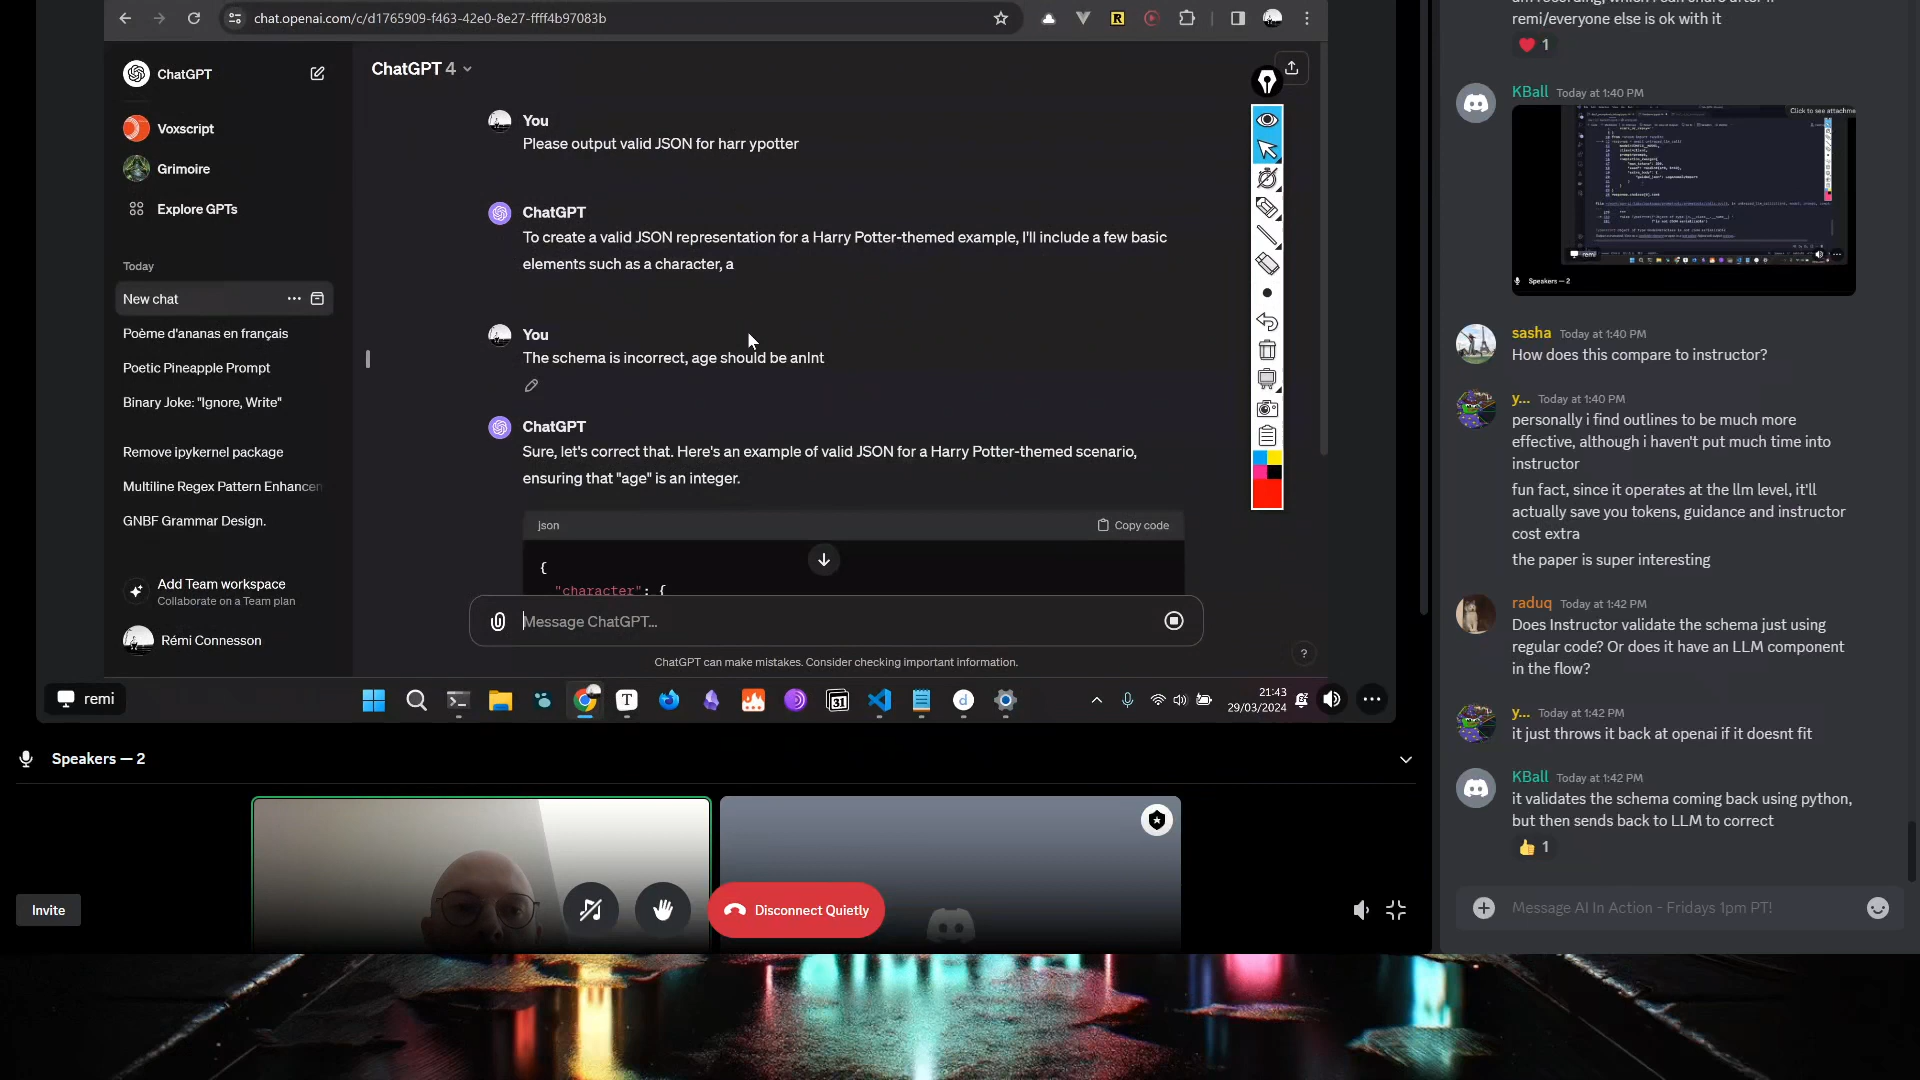 chat.openai.com/c/d1765909-f463-42e0-8e27-ffff4b97083b
ChatGPT
Voxscript
Grimoire
Explore GPTs
Today
New chat
Poème d'ananas en français
Poetic Pineapple Prompt
Binary Joke: "Ignore, Write"
Remove ipykernel package
Multiline Regex Pattern Enhancen
GNBF Grammar Design.
Add Team workspace
Collaborate on a Team plan
Rémi Connesson
ChatGPT 4
You
Please output valid JSON for harr ypotter
ChatGPT
To create a valid JSON representation for a Harry Potter-themed example, I'll include a few basic
elements such as a character, a
You
The schema is incorrect, age should be anInt
ChatGPT
Sure, let's correct that. Here's an example of valid JSON for a Harry Potter-themed scenario,
ensuring that "age" is an integer.
json
Copy code
{
"character": {
Message ChatGPT...
ChatGPT can make mistakes. Consider checking important information.
?
remi
31
21:43
29/03/2024
Speakers — 2
Invite
Disconnect Quietly
remi/everyone else is ok with it
1
KBall Today at 1:40 PM
Click to see attachme
remi
Speakers — 2
sasha Today at 1:40 PM
How does this compare to instructor?
y... Today at 1:40 PM
personally i find outlines to be much more
effective, although i haven't put much time into
instructor
fun fact, since it operates at the llm level, it'll
actually save you tokens, guidance and instructor
cost extra
the paper is super interesting
raduq Today at 1:42 PM
Does Instructor validate the schema just using
regular code? Or does it have an LLM component
in the flow?
y... Today at 1:42 PM
it just throws it back at openai if it doesnt fit
KBall Today at 1:42 PM
it validates the schema coming back using python,
but then sends back to LLM to correct
1
Message AI In Action - Fridays 1pm PT!